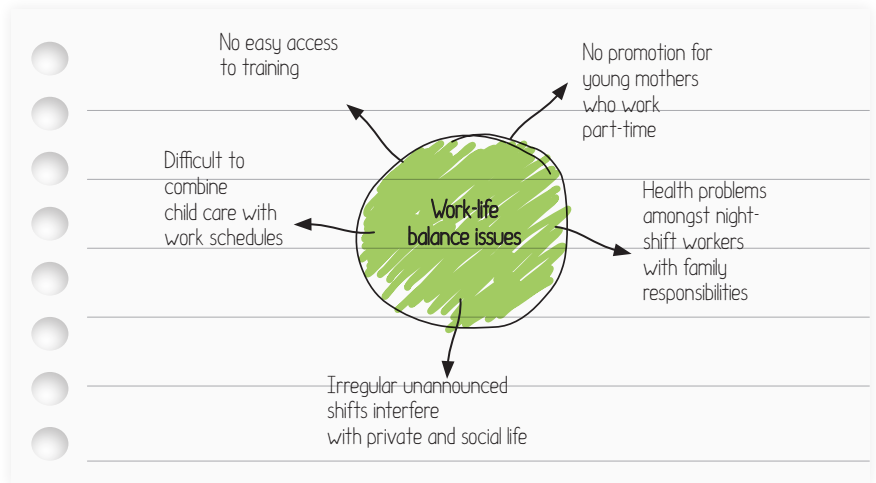 No easy access
to training
No promotion for
young mothers
who work
part-time
Difficult to
combine
child care with
work schedules
Work-life
balance issues
Health problems
amongst night-
shift workers
with family
responsibilities
Irregular unannounced
shifts interfere
with private and social life